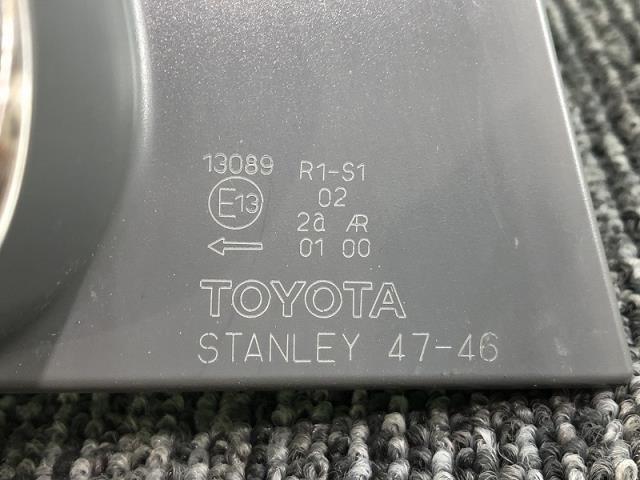 13089 R1-S1
E13 02
2a AR
← 01 00
TOYOTA
STANLEY 47-46